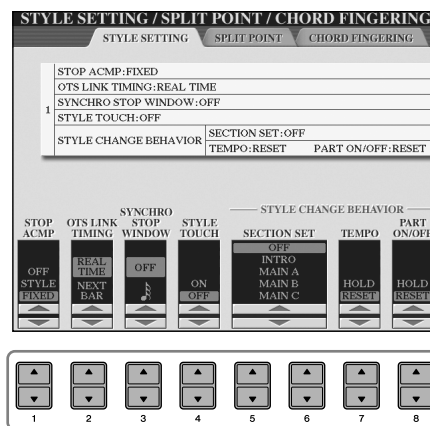 STYLE SETTING / SPLIT POINT / CHORD FINGERING
STYLE SETTING SPLIT POINT CHORD FINGERING
1
STOP ACMP:FIXED
OTS LINK TIMING:REAL TIME
SYNCHRO STOP WINDOW:OFF
STYLE TOUCH:OFF
STYLE CHANGE BEHAVIOR
SECTION SET:OFF
TEMPO:RESET PART ON/OFF:RESET
STOP ACMP
OFF
STYLE
FIXED
OTS LINK TIMING
REAL TIME
NEXT BAR
SYNCHRO STOP WINDOW
OFF
STYLE TOUCH
ON
OFF
STYLE CHANGE BEHAVIOR
SECTION SET
OFF
INTRO
MAIN A
MAIN B
MAIN C
TEMPO
HOLD
RESET
PART ON/OFF
HOLD
RESET
1 2 3 4 5 6 7 8